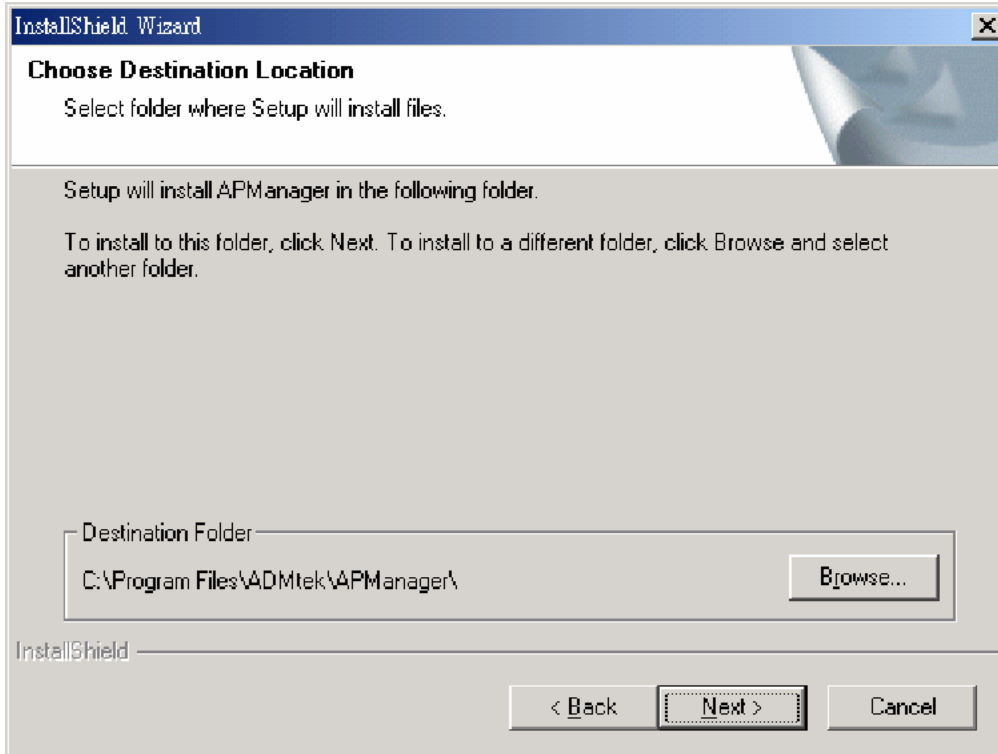 InstallShield Wizard
Choose Destination Location
Select folder where Setup will install files.
Setup will install APManager in the following folder.
To install to this folder, click Next. To install to a different folder, click Browse and select
another folder.
Destination Folder
C:\Program Files\ADMtek\APManager\
Browse...
InstallShield
< Back
Next >
Cancel